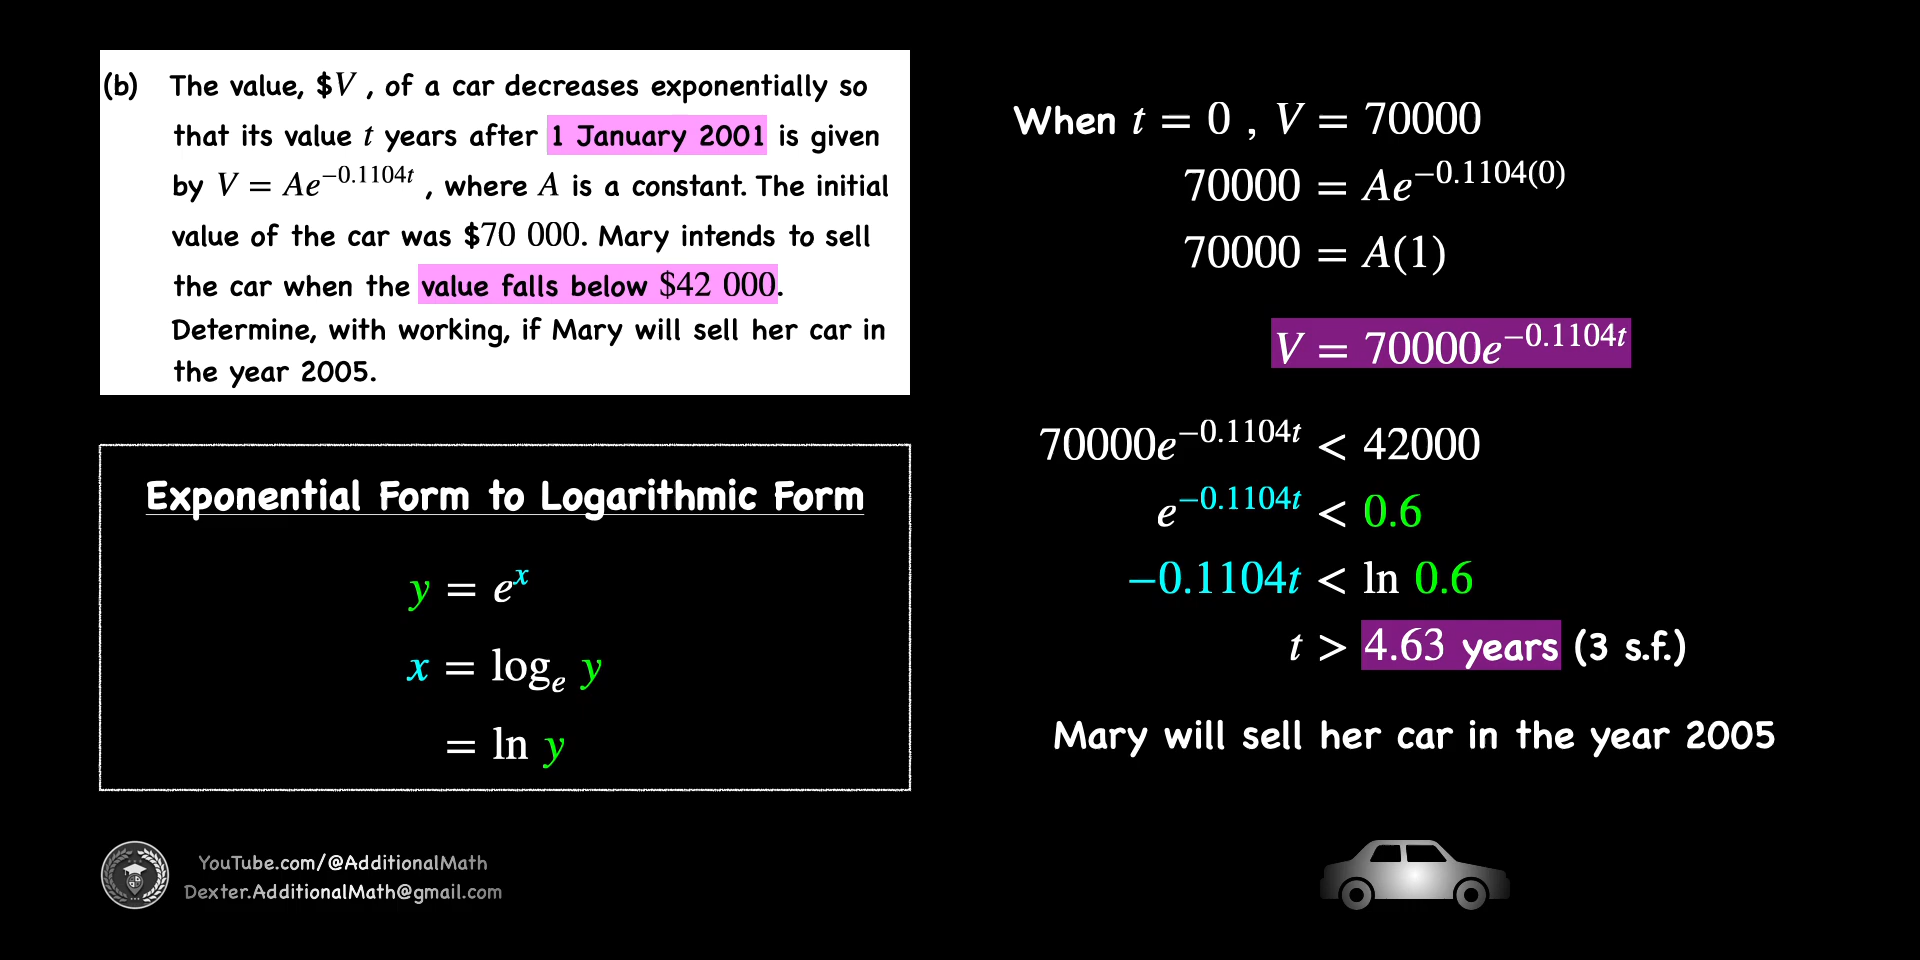 (b) The value, $V , of a car decreases exponentially so
that its value t years after 1 January 2001 is given
by V = Ae^{−0.1104t} , where A is a constant. The initial
value of the car was $70 000. Mary intends to sell
the car when the value falls below $42 000.
Determine, with working, if Mary will sell her car in
the year 2005.
Exponential Form to Logarithmic Form
y = e^x
x = log_e y
= ln y
YouTube.com/@AdditionalMath
Dexter.AdditionalMath@gmail.com
When t = 0 , V = 70000
70000 = Ae^{−0.1104(0)}
70000 = A(1)
V = 70000e^{−0.1104t}
70000e^{−0.1104t} < 42000
e^{−0.1104t} < 0.6
−0.1104t < ln 0.6
t > 4.63 years (3 s.f.)
Mary will sell her car in the year 2005